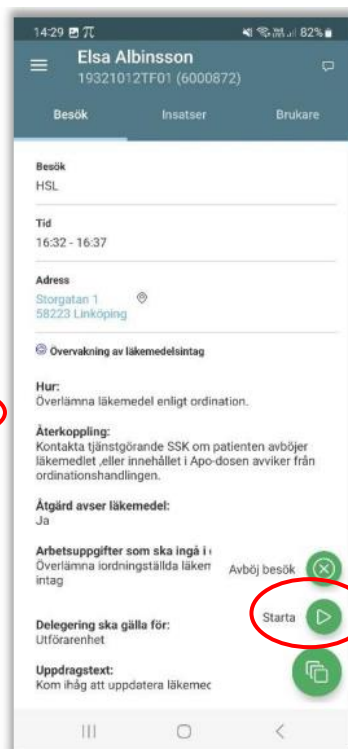 14:29
82%
Elsa Albinsson
19321012TF01 (6000872)
Besök Insatser Brukare
Besök
HSL
Tid
16:32 - 16:37
Adress
Storgatan 1
58223 Linköping
Övervakning av läkemedelsintag
Hur:
Överlämna läkemedel enligt ordination.
Återkoppling:
Kontakta tjänstgörande SSK om patienten avböjer
läkemedlet ,eller innehållet i Apo-dosen avviker från
ordinationshandlingen.
Åtgärd avser läkemedel:
Ja
Arbetsuppgifter som ska ingå i
Överlämna iordningställda läkem
intag
Avböj besök
Starta
Delegering ska gälla för:
Utförarenhet
Uppdragstext:
Kom ihåg att uppdatera läkemec